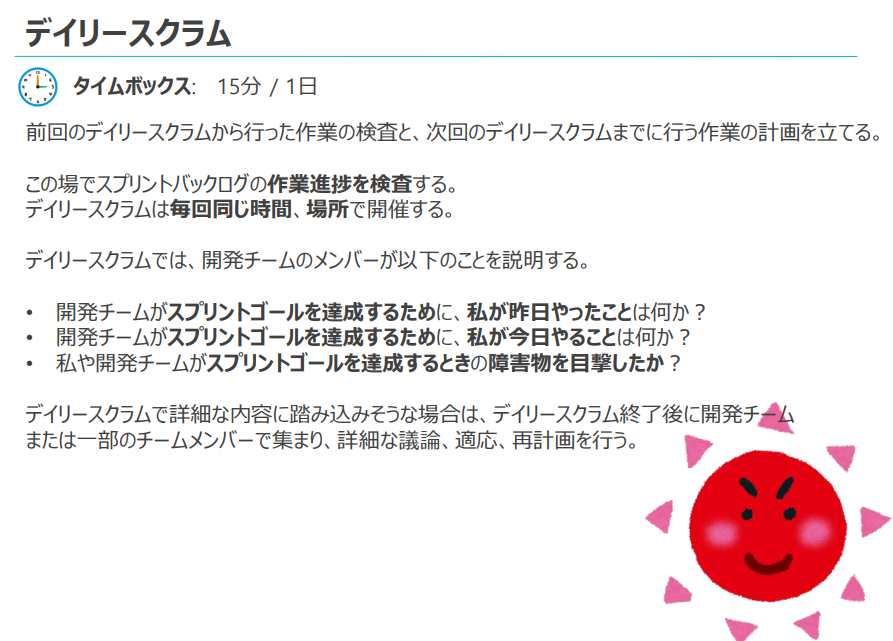 デイリースクラム
タイムボックス: 15分 / 1日
前回のデイリースクラムから行った作業の検査と、次回のデイリースクラムまでに行う作業の計画を立てる。
この場でスプリントバックログの作業進捗を検査する。
デイリースクラムは毎回同じ時間、場所で開催する。
デイリースクラムでは、開発チームのメンバーが以下のことを説明する。
• 開発チームがスプリントゴールを達成するために、私が昨日やったことは何か？
• 開発チームがスプリントゴールを達成するために、私が今日やることは何か？
• 私や開発チームがスプリントゴールを達成するときの障害物を目撃したか？
デイリースクラムで詳細な内容に踏み込みそうな場合は、デイリースクラム終了後に開発チーム
または一部のチームメンバーで集まり、詳細な議論、適応、再計画を行う。